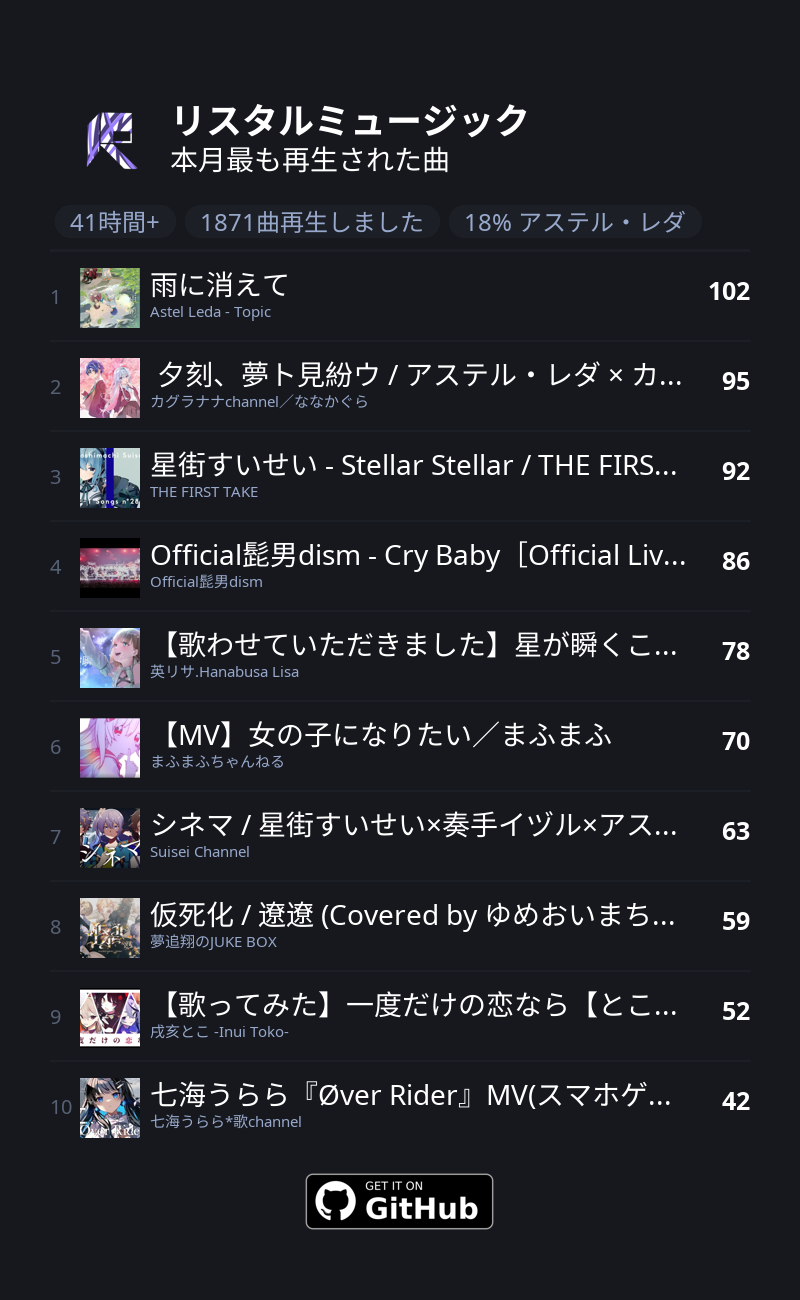 リスタルミュージック
本月最も再生された曲
41時間+ 1871曲再生しました 18% アステル・レダ
1 雨に消えて 102
Astel Leda - Topic
2 夕刻、夢ト見紛ウ / アステル・レダ × カ... 95
カグラナナchannel／ななかぐら
3 星街すいせい - Stellar Stellar / THE FIRS... 92
THE FIRST TAKE
4 Official髭男dism - Cry Baby［Official Liv... 86
Official髭男dism
5 【歌わせていただきました】星が瞬くこ... 78
英リサ.Hanabusa Lisa
6 【MV】女の子になりたい／まふまふ 70
まふまふちゃんねる
7 シネマ / 星街すいせい×奏手イヅル×アス... 63
Suisei Channel
8 仮死化 / 遼遼 (Covered by ゆめおいまち... 59
夢追翔のJUKE BOX
9 【歌ってみた】一度だけの恋なら【とこ... 52
戌亥とこ -Inui Toko-
10 七海うらら『Øver Rider』MV(スマホゲ... 42
七海うらら*歌channel
GET IT ON
GitHub